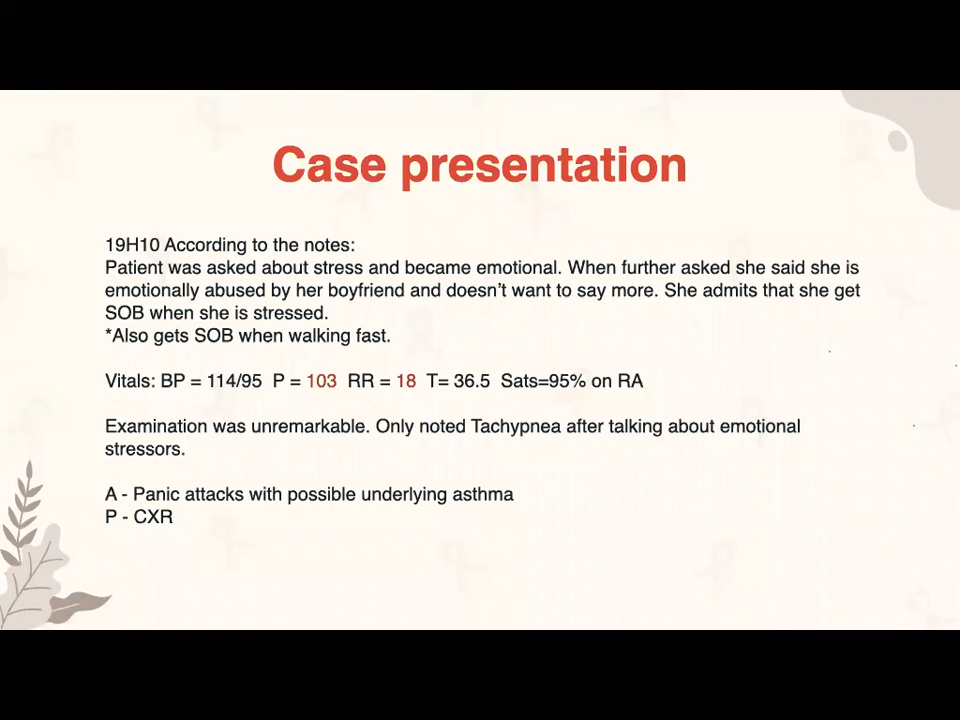 Case presentation
19H10 According to the notes:
Patient was asked about stress and became emotional. When further asked she said she is
emotionally abused by her boyfriend and doesn’t want to say more. She admits that she get
SOB when she is stressed.
*Also gets SOB when walking fast.
Vitals: BP = 114/95 P = 103 RR = 18 T= 36.5 Sats=95% on RA
Examination was unremarkable. Only noted Tachypnea after talking about emotional
stressors.
A - Panic attacks with possible underlying asthma
P - CXR